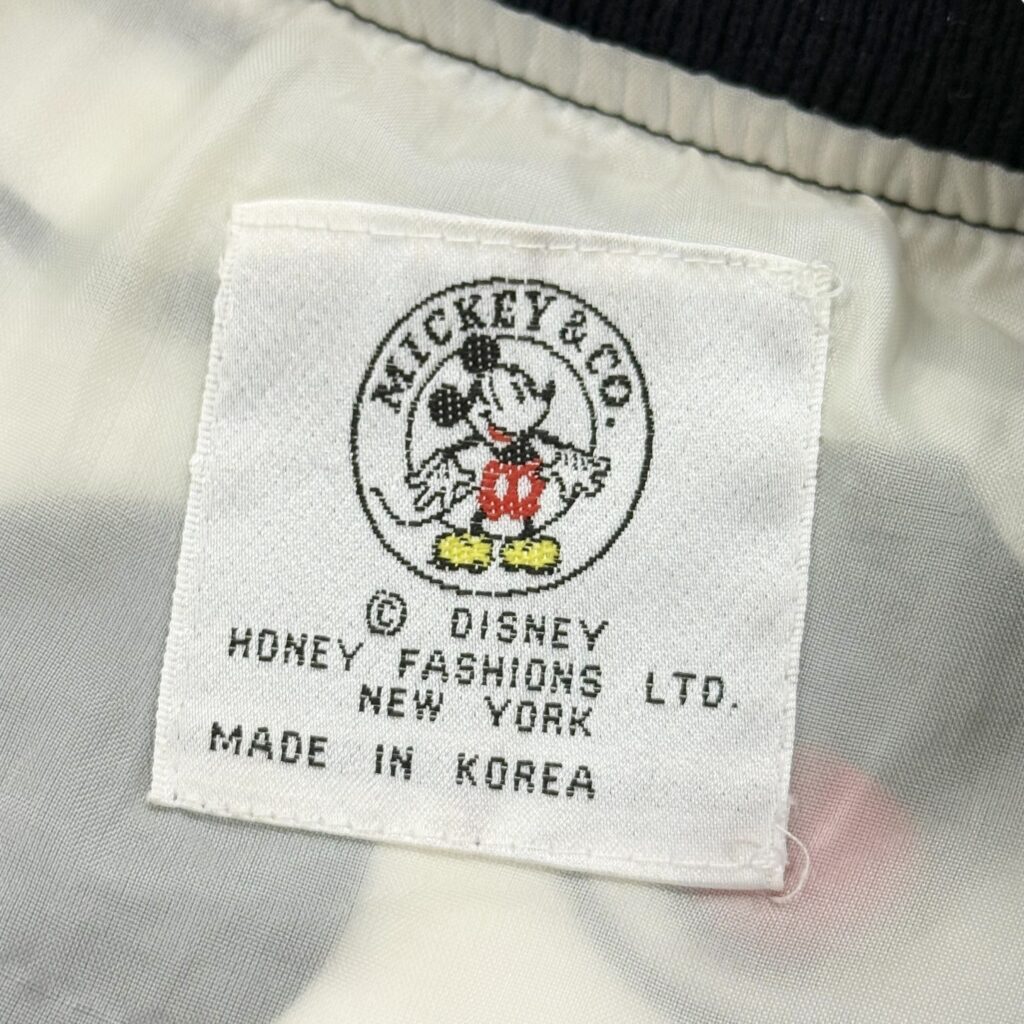 MICKEY & CO.
© DISNEY
HONEY FASHIONS LTD.
NEW YORK
MADE IN KOREA